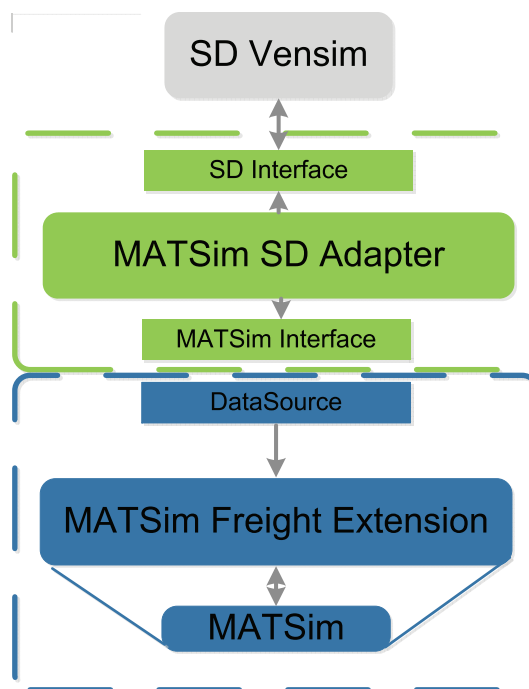 SD Vensim
SD Interface
MATSim SD Adapter
MATSim Interface
DataSource
MATSim Freight Extension
MATSim